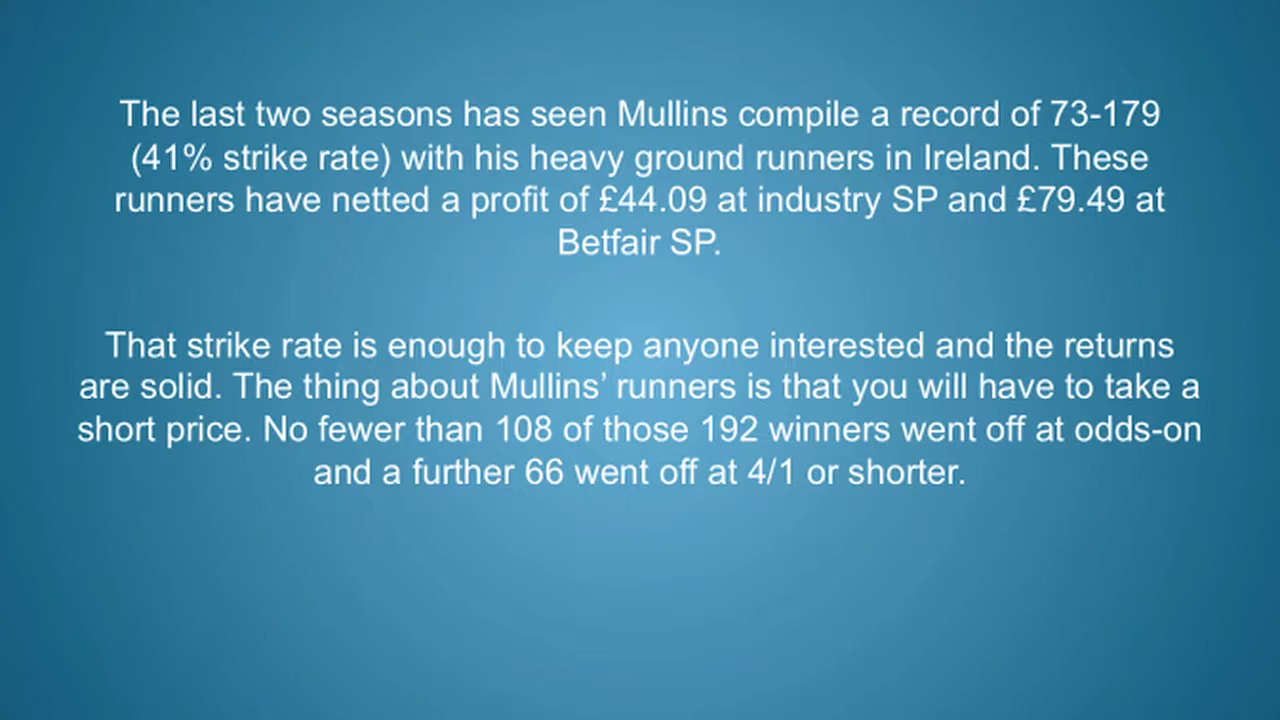 The last two seasons has seen Mullins compile a record of 73-179
(41% strike rate) with his heavy ground runners in Ireland. These
runners have netted a profit of £44.09 at industry SP and £79.49 at
Betfair SP.
That strike rate is enough to keep anyone interested and the returns
are solid. The thing about Mullins’ runners is that you will have to take a
short price. No fewer than 108 of those 192 winners went off at odds-on
and a further 66 went off at 4/1 or shorter.